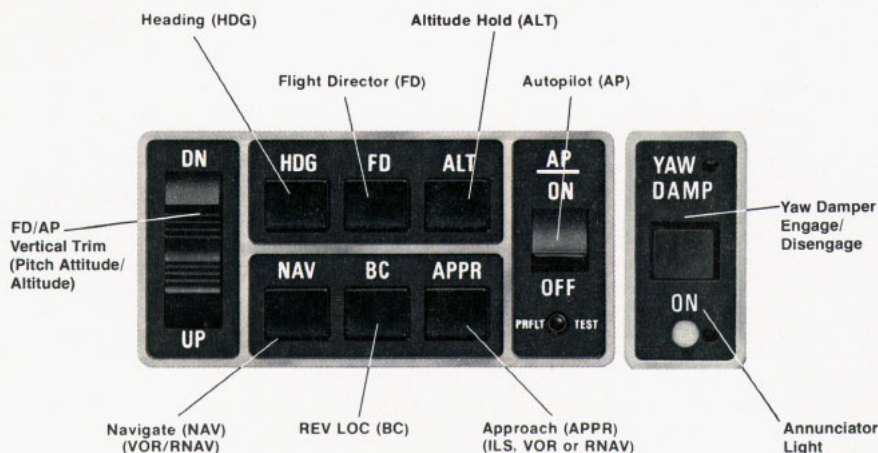 Heading (HDG)
Altitude Hold (ALT)
Flight Director (FD)
Autopilot (AP)
DN
HDG
FD
ALT
AP
ON
YAW
DAMP
FD/AP
Vertical Trim
(Pitch Attitude/
Altitude)
Yaw Damper
Engage/
Disengage
NAV
BC
APPR
OFF
ON
PRFLT
TEST
UP
Navigate (NAV)
(VOR/RNAV)
REV LOC (BC)
Approach (APPR)
(ILS, VOR or RNAV)
Annunciator
Light